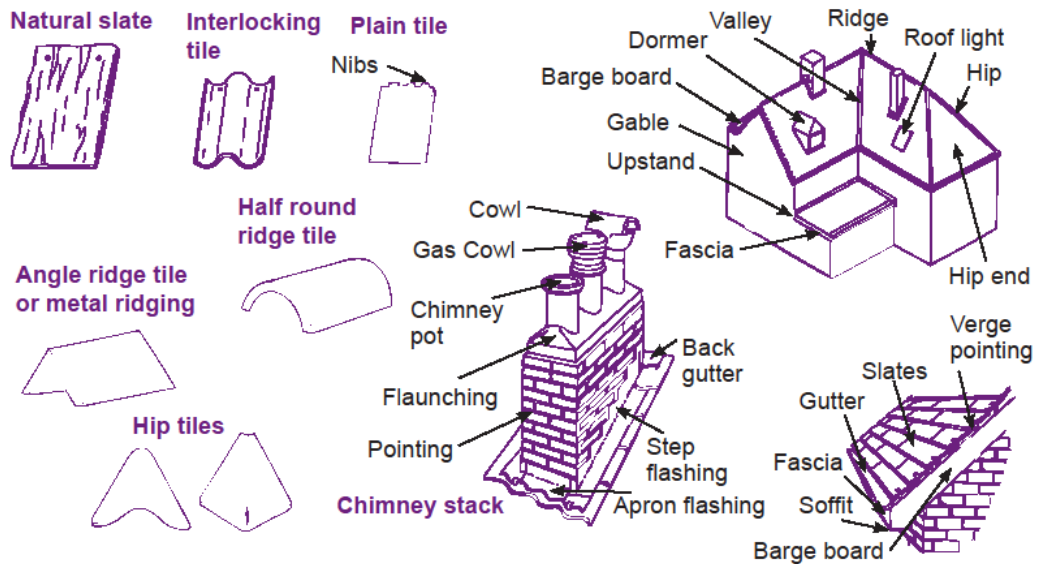 Natural slate
Interlocking
tile
Plain tile
Nibs
Half round
ridge tile
Angle ridge tile
or metal ridging
Hip tiles
Cowl
Gas Cowl
Chimney
pot
Flaunching
Pointing
Back
gutter
Step
flashing
Apron flashing
Chimney stack
Valley
Ridge
Dormer
Roof light
Barge board
Hip
Gable
Upstand
Fascia
Hip end
Verge
pointing
Slates
Gutter
Fascia
Soffit
Barge board